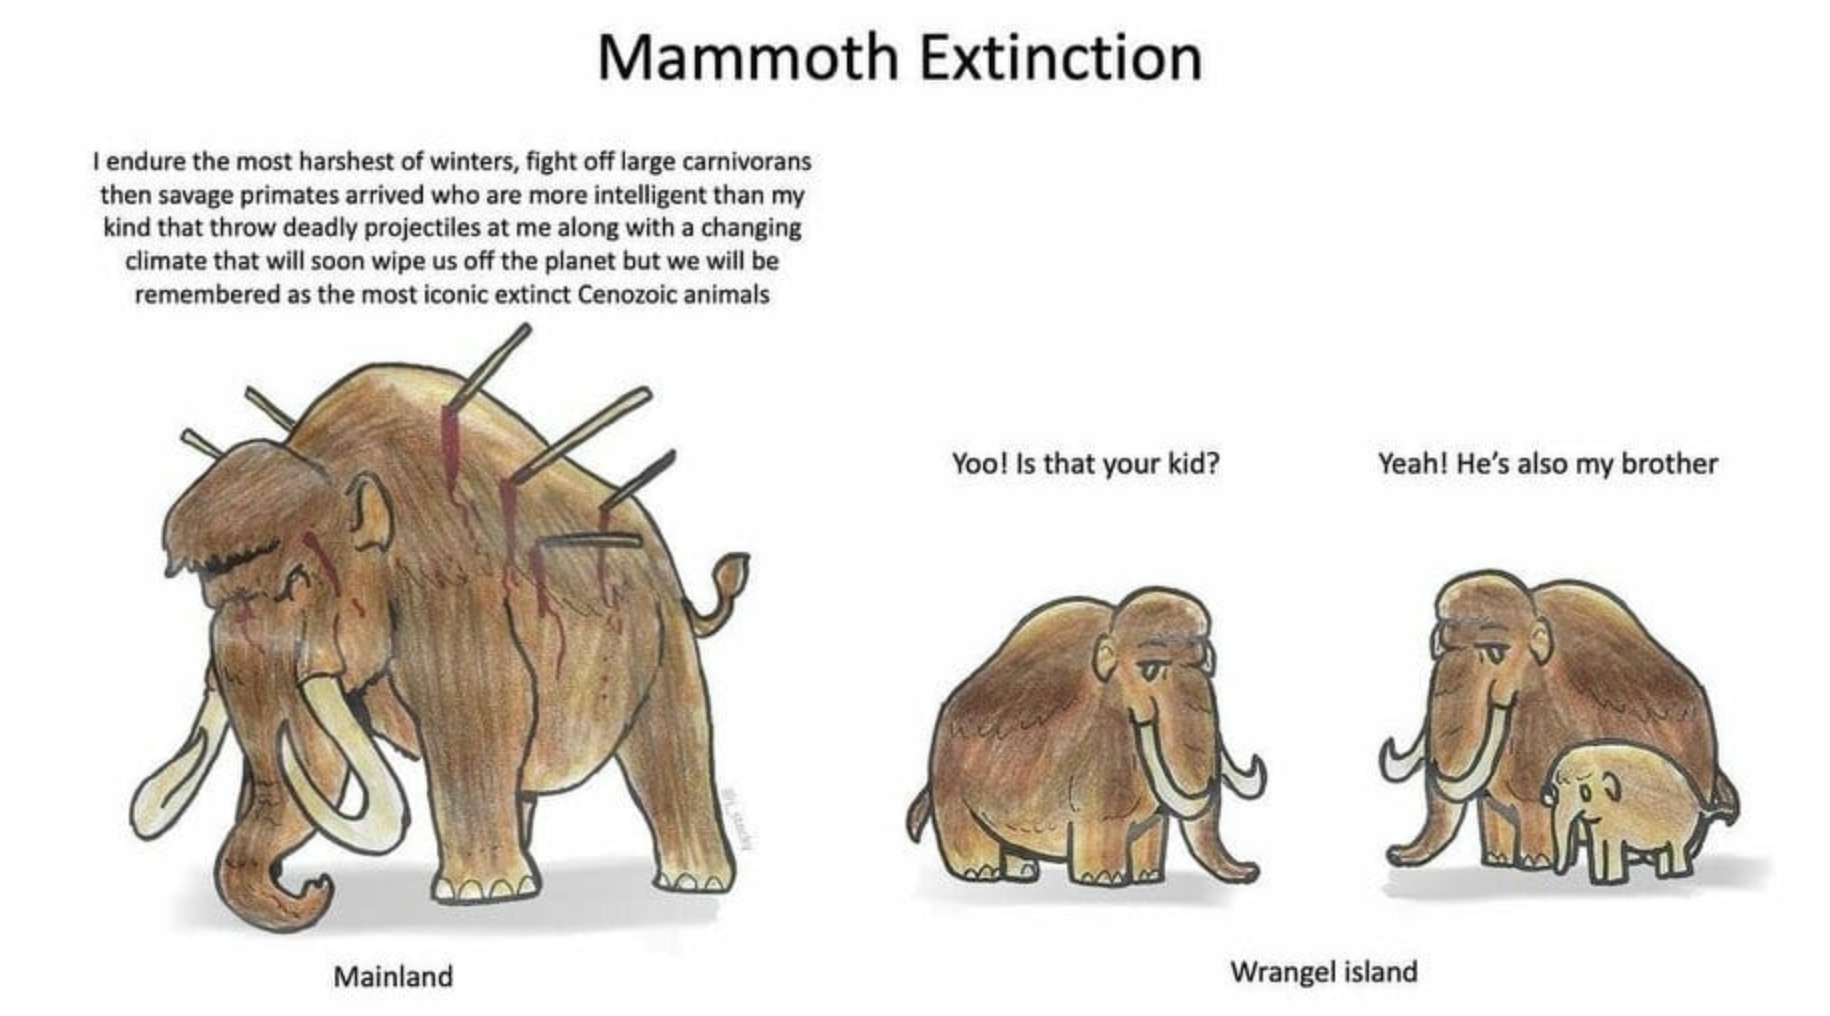 Mammoth Extinction
I endure the most harshest of winters, fight off large carnivorans
then savage primates arrived who are more intelligent than my
kind that throw deadly projectiles at me along with a changing
climate that will soon wipe us off the planet but we will be
remembered as the most iconic extinct Cenozoic animals
Yoo! Is that your kid?
Yeah! He's also my brother
Mainland
Wrangel island